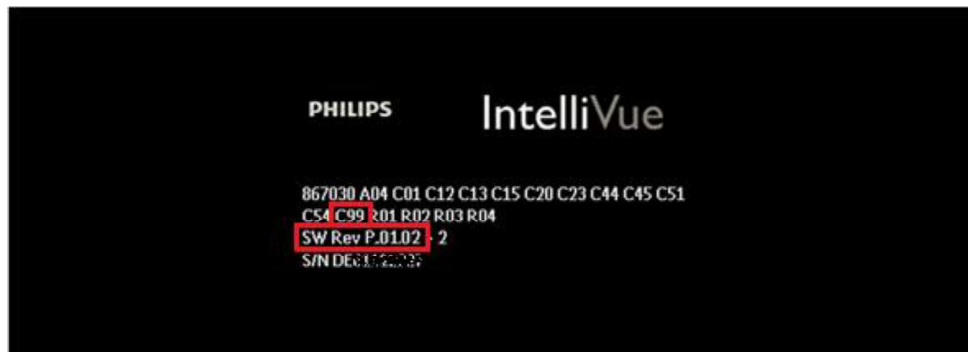 PHILIPS IntelliVue
867030 A04 C01 C12 C13 C15 C20 C23 C44 C45 C51
C54 C99 R01 R02 R03 R04
SW Rev P.01.02 - 2
S/N